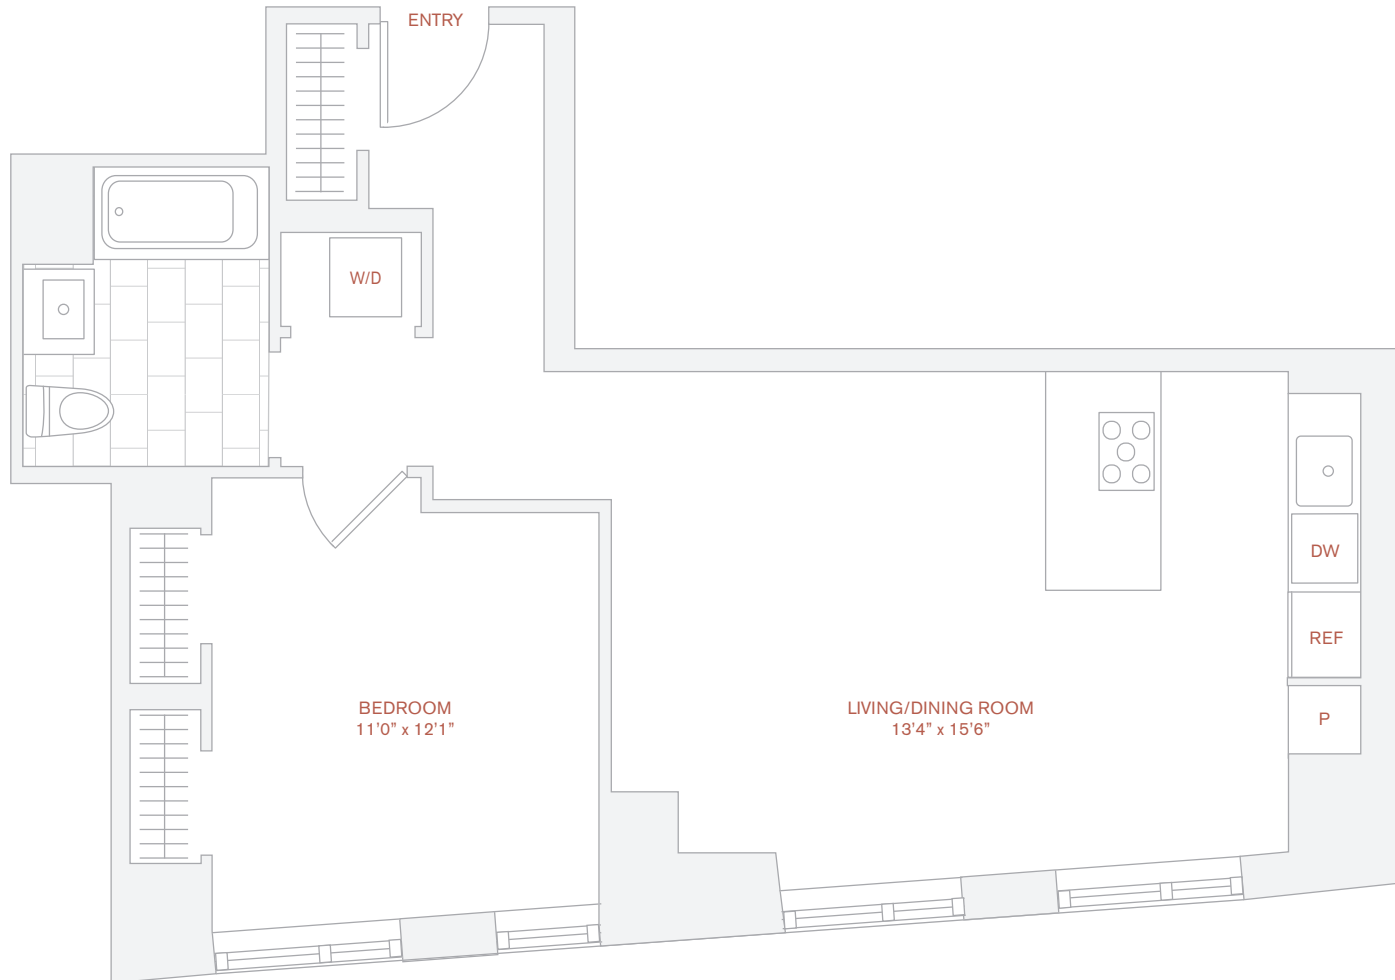 ENTRY
W/D
DW
REF
BEDROOM
11'0" x 12'1"
LIVING/DINING ROOM
13'4" x 15'6"
P